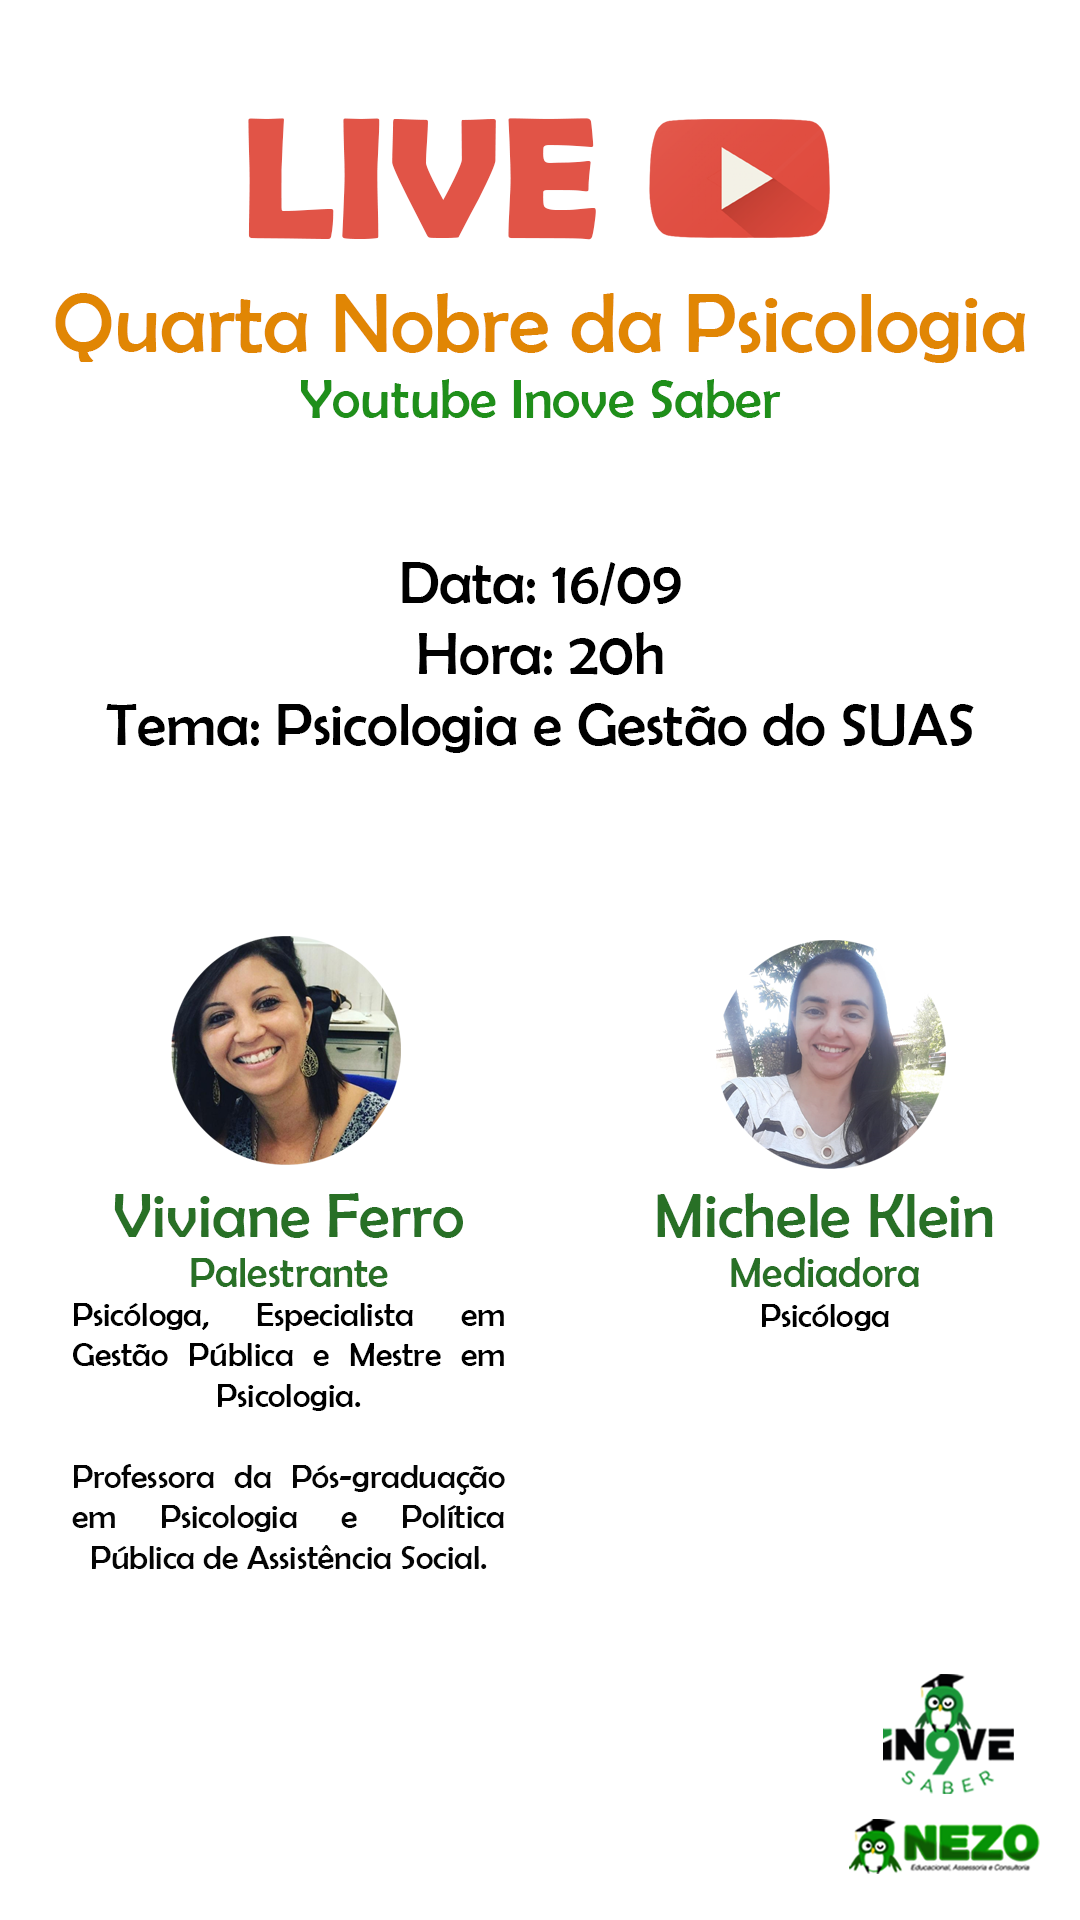 LIVE
Quarta Nobre da Psicologia
Youtube Inove Saber
Data: 16/09
Hora: 20h
Tema: Psicologia e Gestão do SUAS
Viviane Ferro
Palestrante
Psicóloga, Especialista em
Gestão Pública e Mestre em
Psicologia.
Professora da Pós-graduação
em Psicologia e Política
Pública de Assistência Social.
Michele Klein
Mediadora
Psicóloga
iN9VE
SABER
NEZO
Educacional, Assessoria e Consultoria